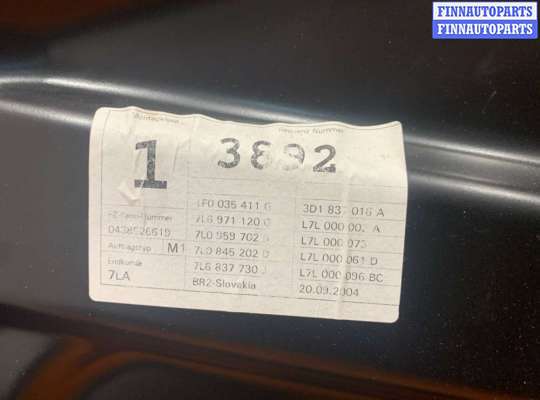 FINNAUTOPARTS
FINNAUTOPARTS
1 3892
1F0 035 411 G
7L6 971 120
7L0 959 702
7L0 845 202 D
7L6 837 730 J
BR2-Slovakia
3D1 837 016 A
L7L 000 00 A
L7L 000 073
L7L 000 061 D
L7L 000 096 BC
20.09.2004
0438526519
Auftragstyp M1
7LA